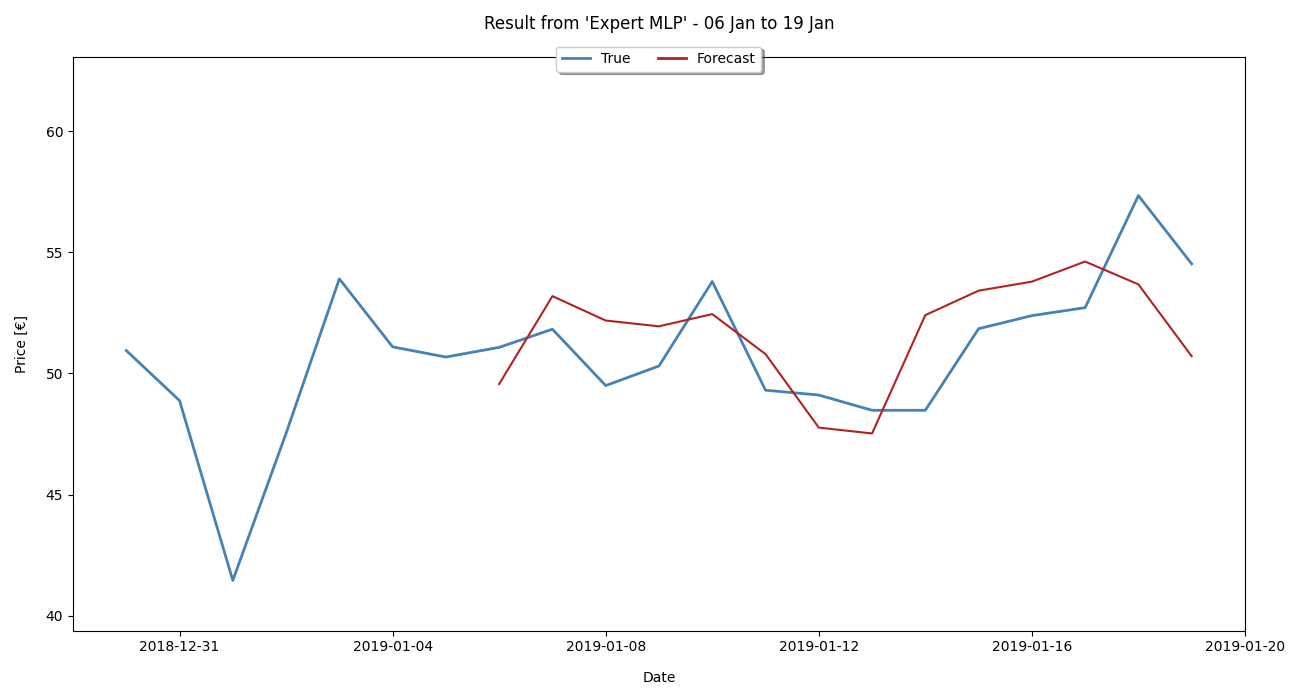 Result from 'Expert MLP' - 06 Jan to 19 Jan
True Forecast
60
55
50
45
40
Price [€]
2018-12-31 2019-01-04 2019-01-08 2019-01-12 2019-01-16 2019-01-20
Date